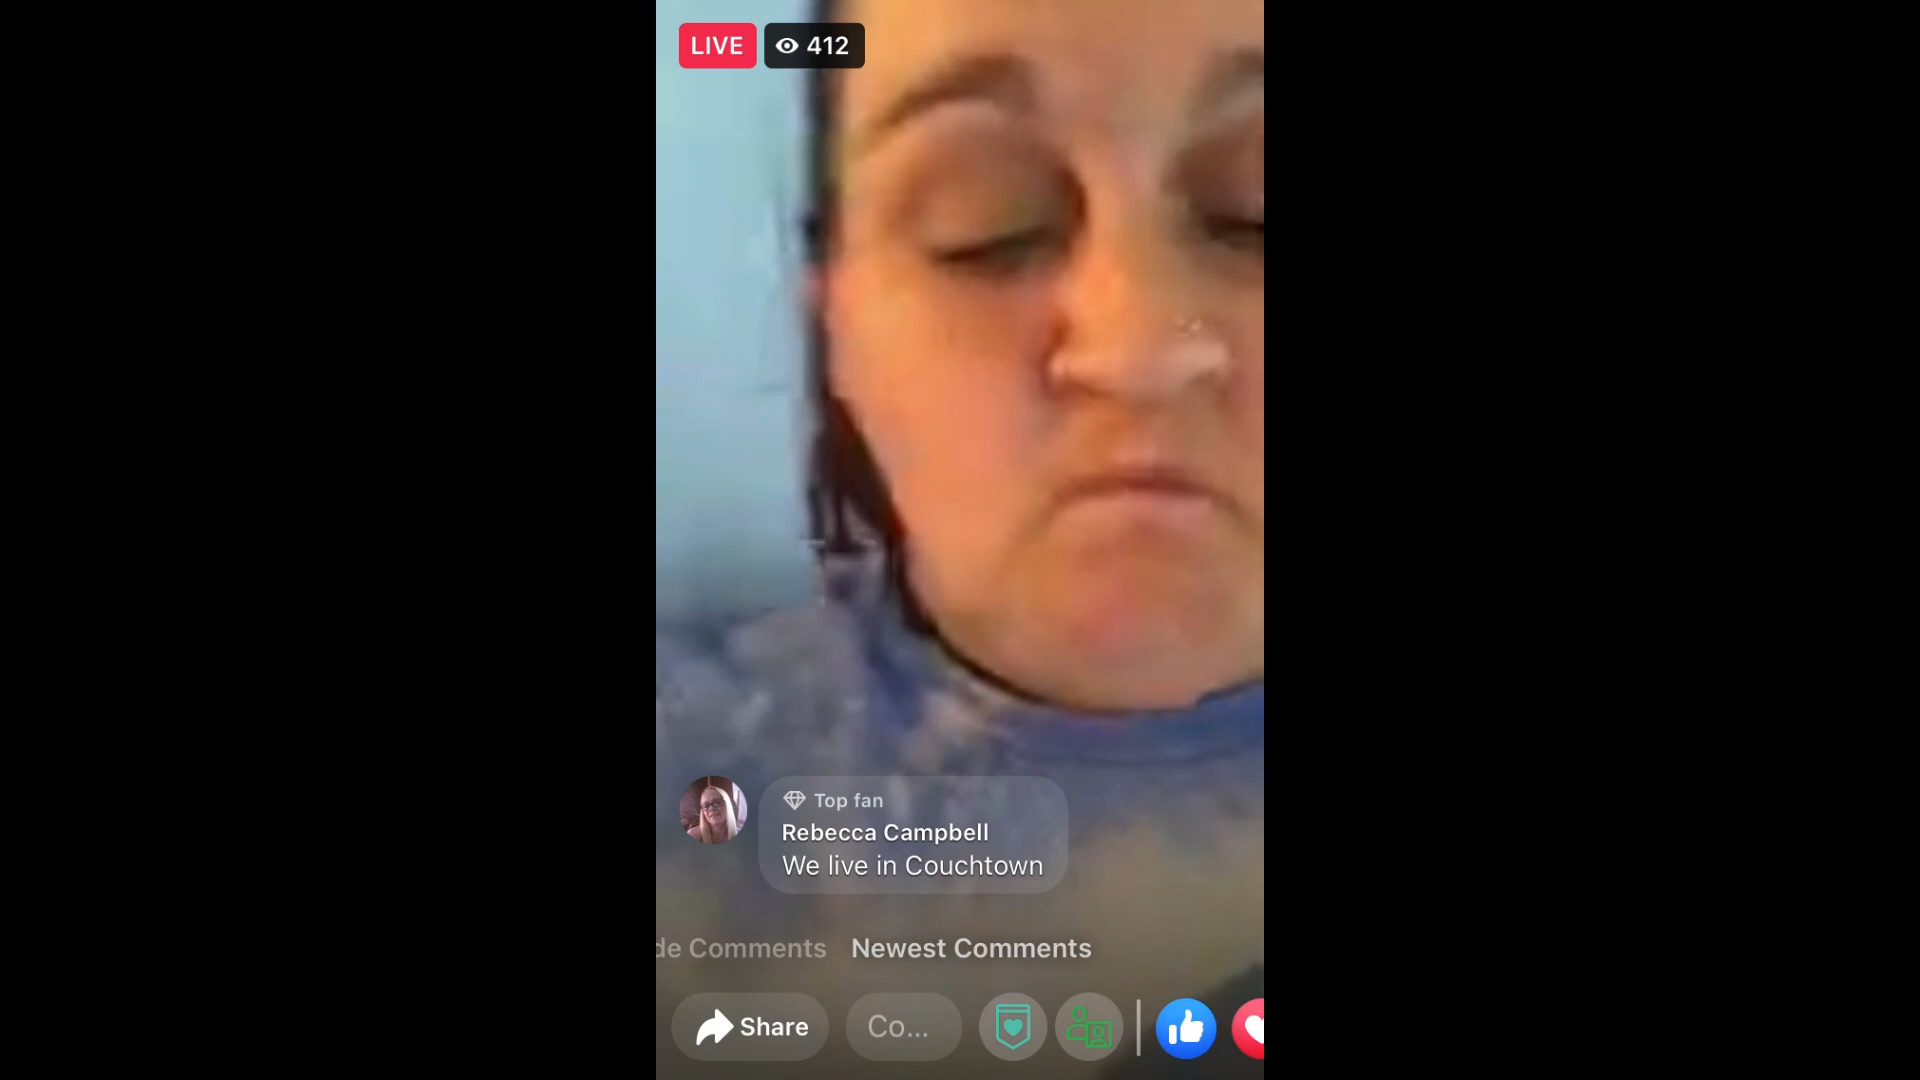 LIVE 412
Top fan
Rebecca Campbell
We live in Couchtown
de Comments Newest Comments
Share Co...